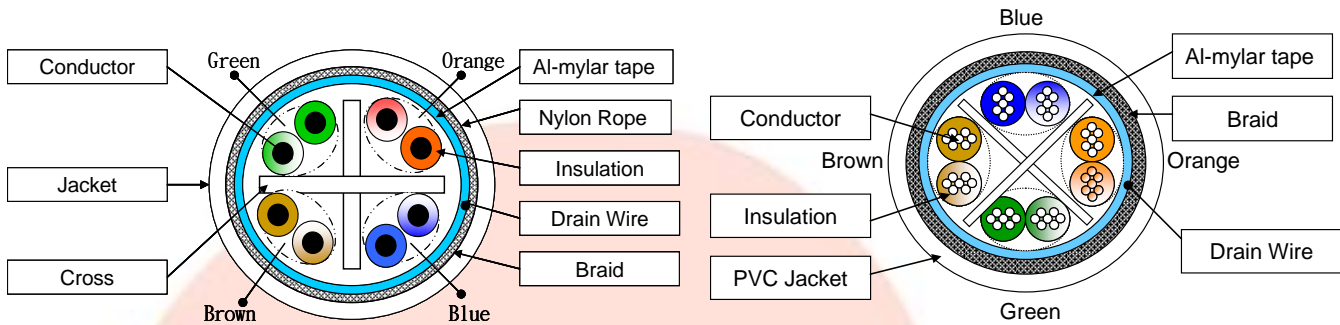 Conductor
Green
Orange
Al-mylar tape
Nylon Rope
Insulation
Jacket
Drain Wire
Cross
Braid
Brown
Blue
Blue
Al-mylar tape
Conductor
Braid
Brown
Orange
Insulation
Drain Wire
PVC Jacket
Green